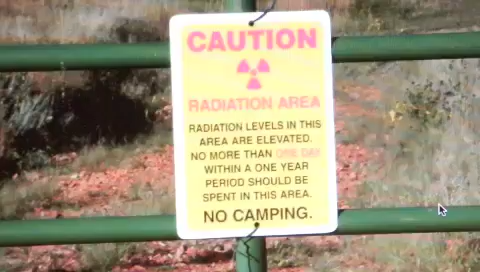 CAUTION
RADIATION AREA
RADIATION LEVELS IN THIS
AREA ARE ELEVATED.
NO MORE THAN ONE DAY
WITHIN A ONE YEAR
PERIOD SHOULD BE
SPENT IN THIS AREA.
NO CAMPING.